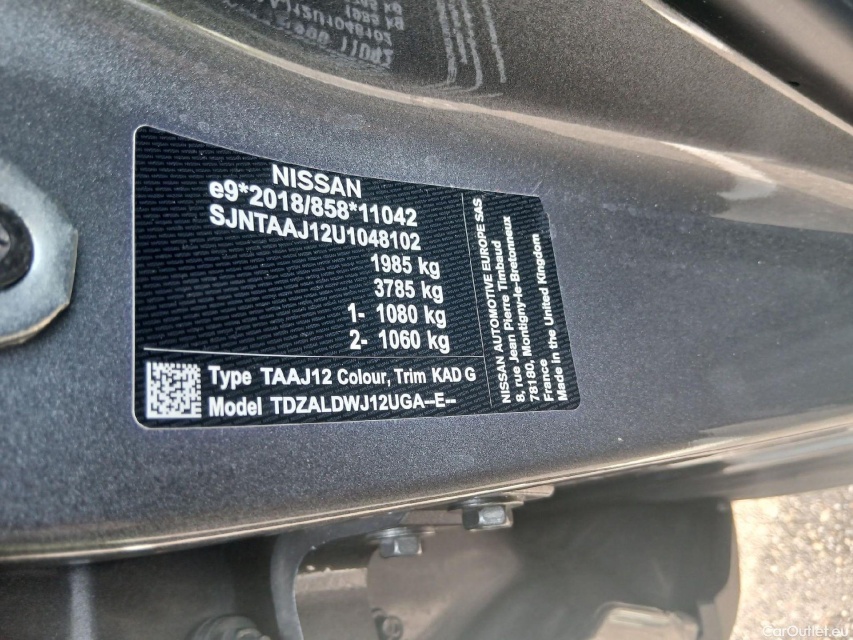 NISSAN
e9*2018/858*11042
SJNTAAJ12U1048102
1985 kg
3785 kg
1- 1080 kg
2- 1060 kg
Type TAAJ12 Colour, Trim KAD G
Model TDZALDWJ12UGA--E--
NISSAN AUTOMOTIVE EUROPE SAS
8, rue Jean Pierre Timbaud
78180, Montigny-le-Bretonneux
France
Made in the United Kingdom
CarOutlet.eu